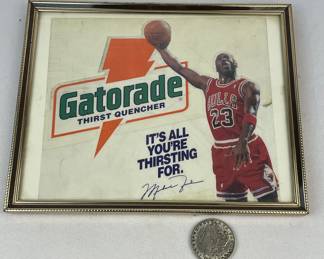 Gatorade
THIRST QUENCHER
IT'S ALL
YOU'RE
THIRSTING
FOR.
BULLS
23